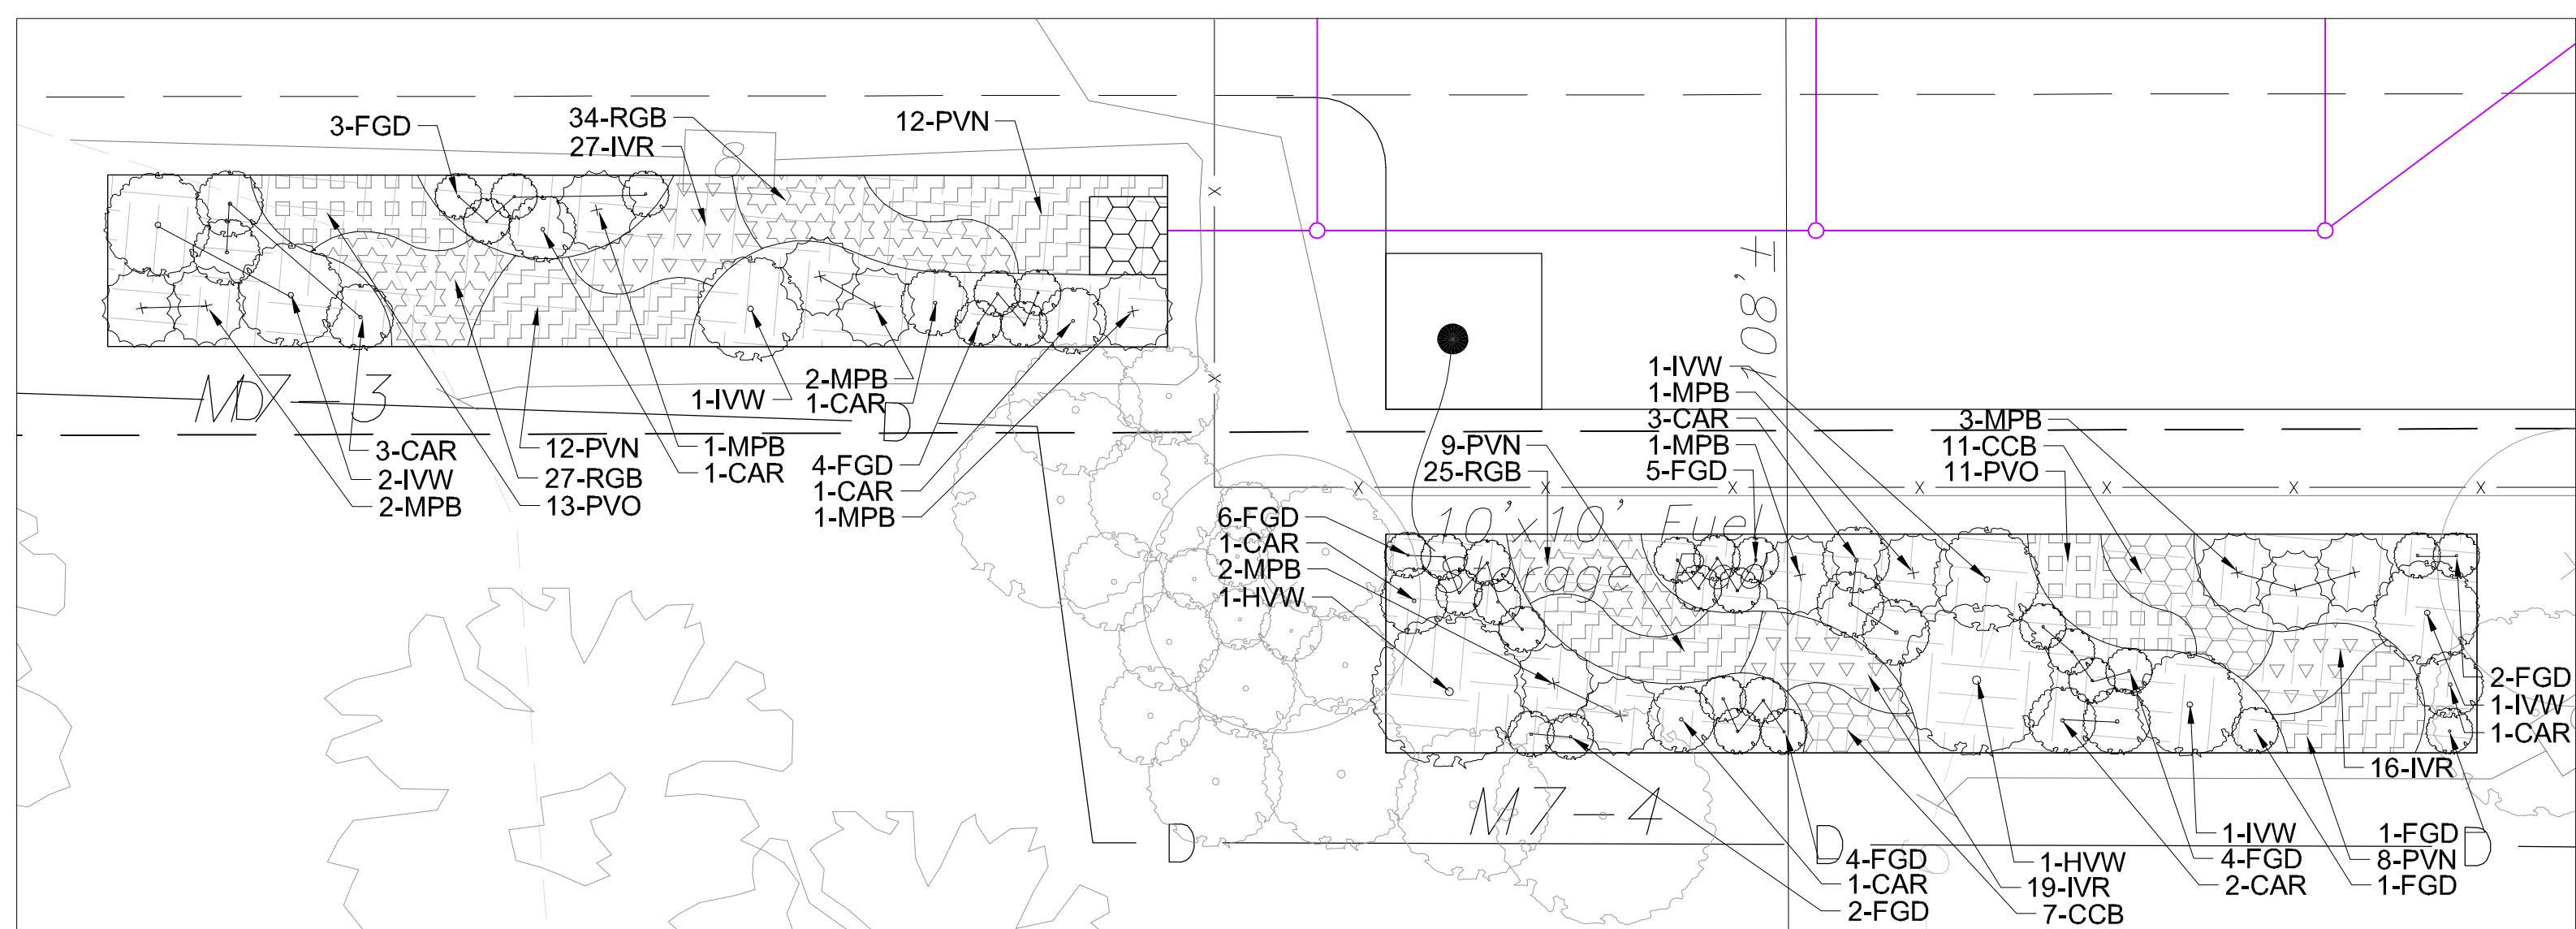 3-FGD
34-RGB
27-IVR
12-PVN
8
108'±
M7-3
D
1-IVW
2-MPB
1-CAR
3-CAR
2-IVW
2-MPB
12-PVN
27-RGB
13-PVO
1-MPB
1-CAR
4-FGD
1-CAR
1-MPB
D
1-IVW
1-MPB
3-CAR
1-MPB
5-FGD
9-PVN
25-RGB
3-MPB
11-CCB
11-PVO
6-FGD
1-CAR
2-MPB
1-HVW
10'x10' Fuel
2-FGD
1-IVW
1-CAR
16-IVR
M7-4
D
D
D
4-FGD
1-CAR
2-FGD
1-HVW
19-IVR
7-CCB
1-IVW
4-FGD
2-CAR
1-FGD
8-PVN
1-FGD
X
X
X
X
X
X
X
X
X